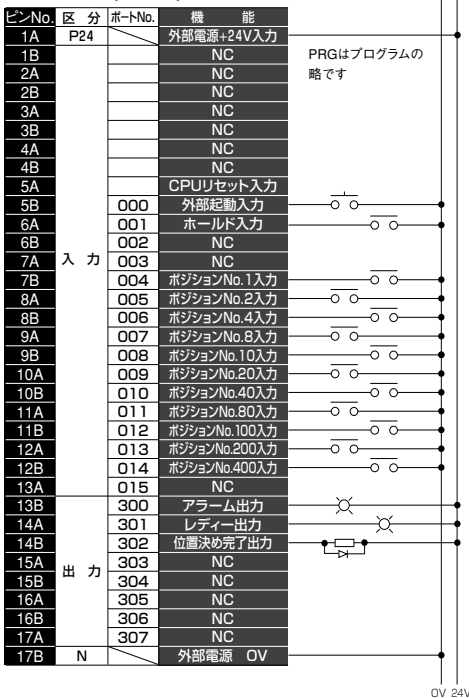 ピンNo. 区 分 ポートNo. 機 能
1A P24 外部電源+24V入力
1B NC
2A NC
2B NC
3A NC
3B NC
4A NC
4B NC
5A CPUリセット入力
5B 000 外部起動入力
6A 001 ホールド入力
6B 002 NC
7A 入 力 003 NC
7B 004 ポジションNo.1入力
8A 005 ポジションNo.2入力
8B 006 ポジションNo.4入力
9A 007 ポジションNo.8入力
9B 008 ポジションNo.10入力
10A 009 ポジションNo.20入力
10B 010 ポジションNo.40入力
11A 011 ポジションNo.80入力
11B 012 ポジションNo.100入力
12A 013 ポジションNo.200入力
12B 014 ポジションNo.400入力
13A 015 NC
13B 300 アラーム出力
14A 301 レディー出力
14B 302 位置決め完了出力
15A 出 力 303 NC
15B 304 NC
16A 305 NC
16B 306 NC
17A 307 NC
17B N 外部電源 0V
PRGはプログラムの
略です
0V 24V